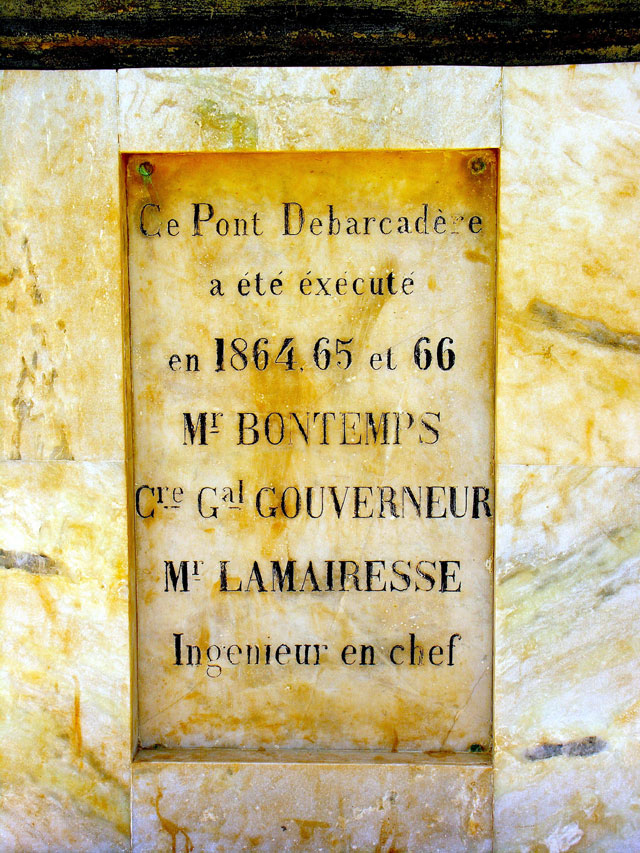 Ce Pont Debarcadère
a été éxécuté
en 1864. 65 et 66
Mr BONTEMPS
Cre Gal GOUVERNEUR
Mr LAMAIRESSE
Ingenieur en chef